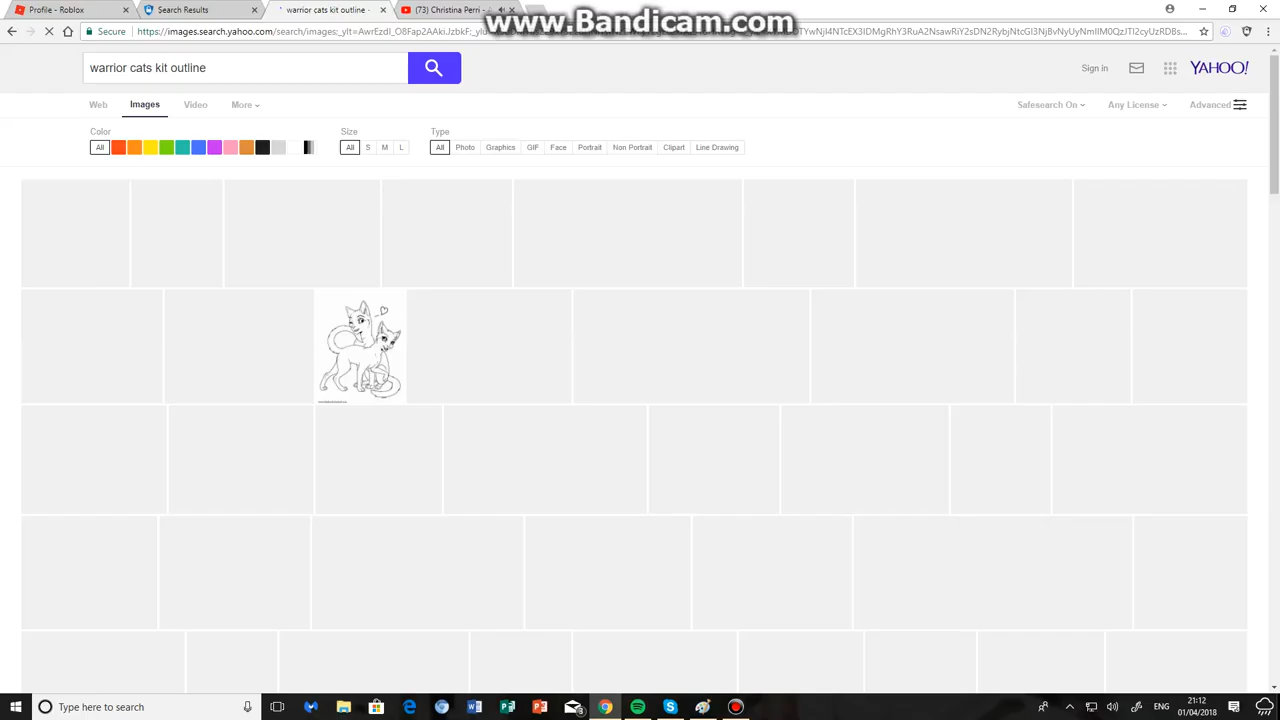 Profile - Roblox
Search Results
warrior cats kit outline -
(73) Christina Perri -
www.Bandicam.com
Secure
warrior cats kit outline
Sign in
YAHOO!
Web
Images
Video
More
Safesearch On
Any License
Advanced
Color
Size
Type
All
All
S
M
L
All
Photo
Graphics
GIF
Face
Portrait
Non Portrait
Clipart
Line Drawing
Type here to search
ENG
21:12
01/04/2018